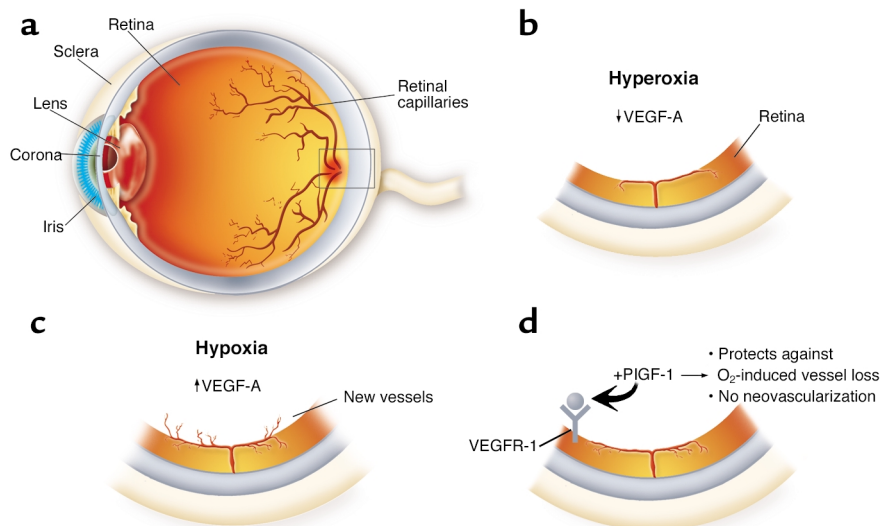 a
Retina
Sclera
Lens
Corona
Iris
Retinal
capillaries
b
Hyperoxia
↓VEGF-A
Retina
c
Hypoxia
↑VEGF-A
New vessels
d
+PlGF-1 →
• Protects against
O₂-induced vessel loss
• No neovascularization
VEGFR-1